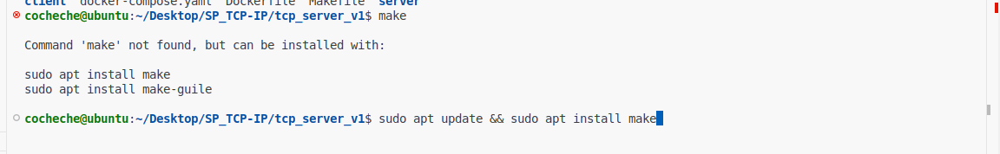 client docker-compose.yaml Dockerfile Makefile server
cocheche@ubuntu:~/Desktop/SP_TCP-IP/tcp_server_v1$ make
Command 'make' not found, but can be installed with:
sudo apt install make
sudo apt install make-guile
cocheche@ubuntu:~/Desktop/SP_TCP-IP/tcp_server_v1$ sudo apt update && sudo apt install make